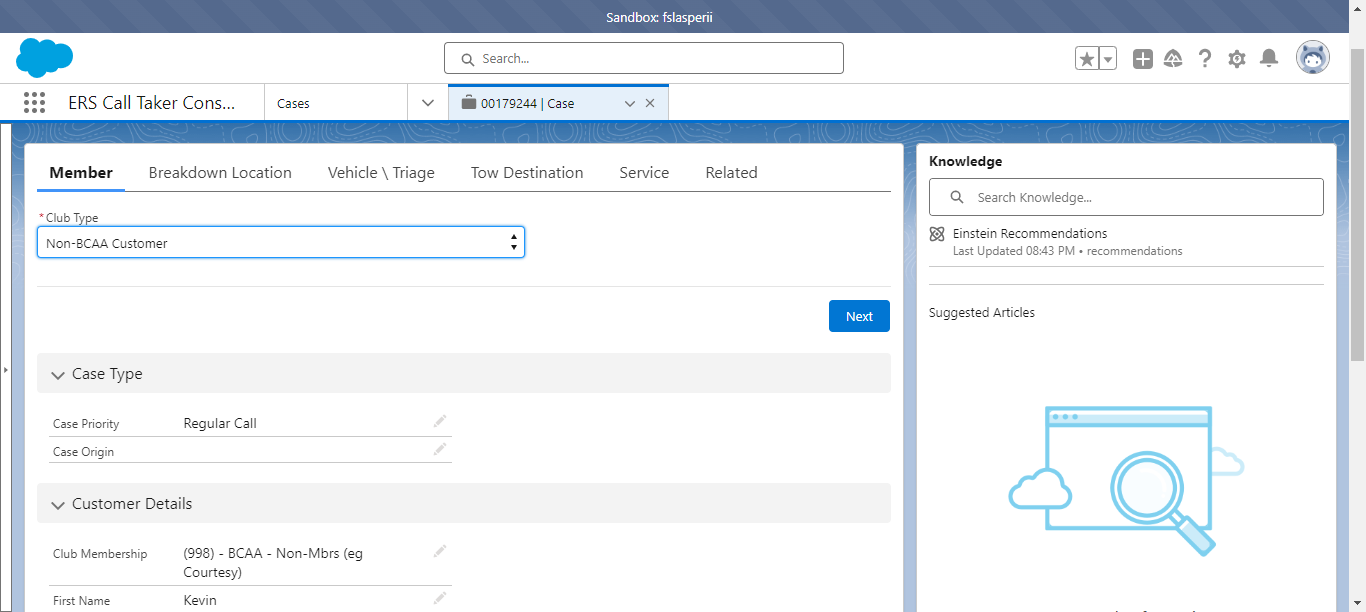 Sandbox: fslasperii
Search...
ERS Call Taker Cons...
Cases
00179244 | Case
Member
Breakdown Location
Vehicle \ Triage
Tow Destination
Service
Related
*Club Type
Non-BCAA Customer
Next
Case Type
Case Priority
Regular Call
Case Origin
Customer Details
Club Membership
(998) - BCAA - Non-Mbrs (eg
Courtesy)
First Name
Kevin
Knowledge
Search Knowledge...
Einstein Recommendations
Last Updated 08:43 PM • recommendations
Suggested Articles